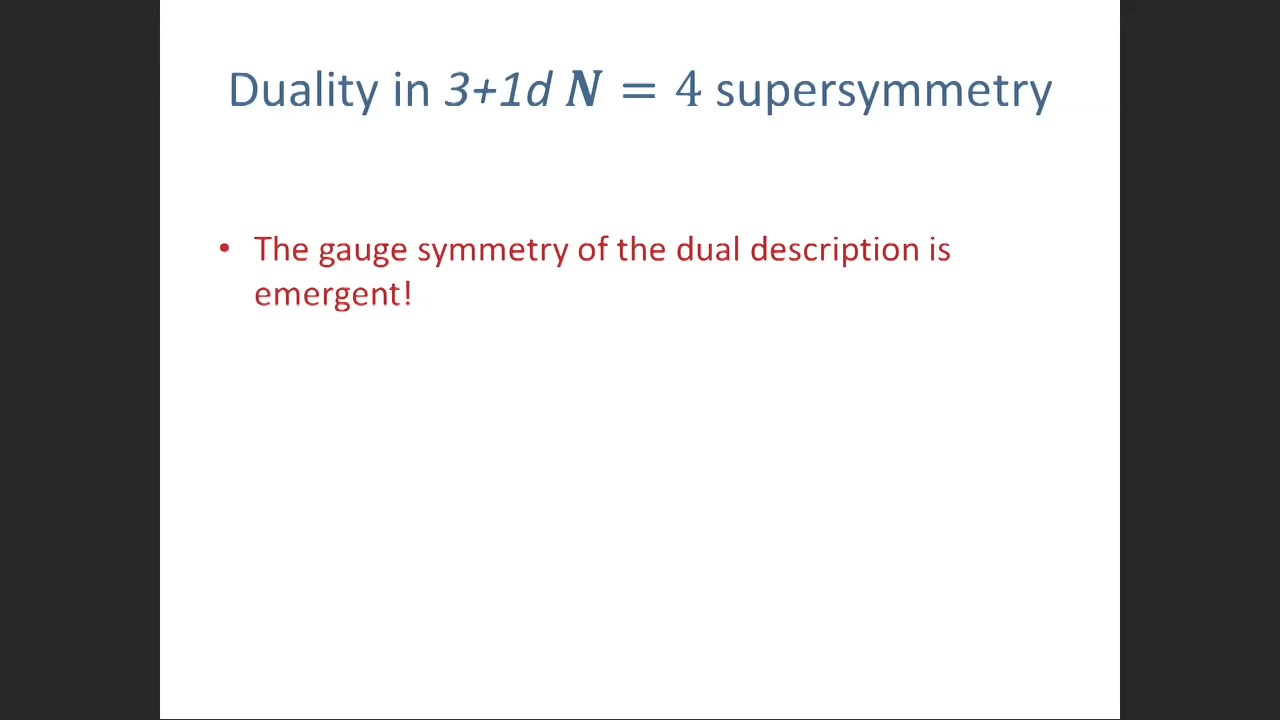 Duality in 3+1d N = 4 supersymmetry
• The gauge symmetry of the dual description is
emergent!